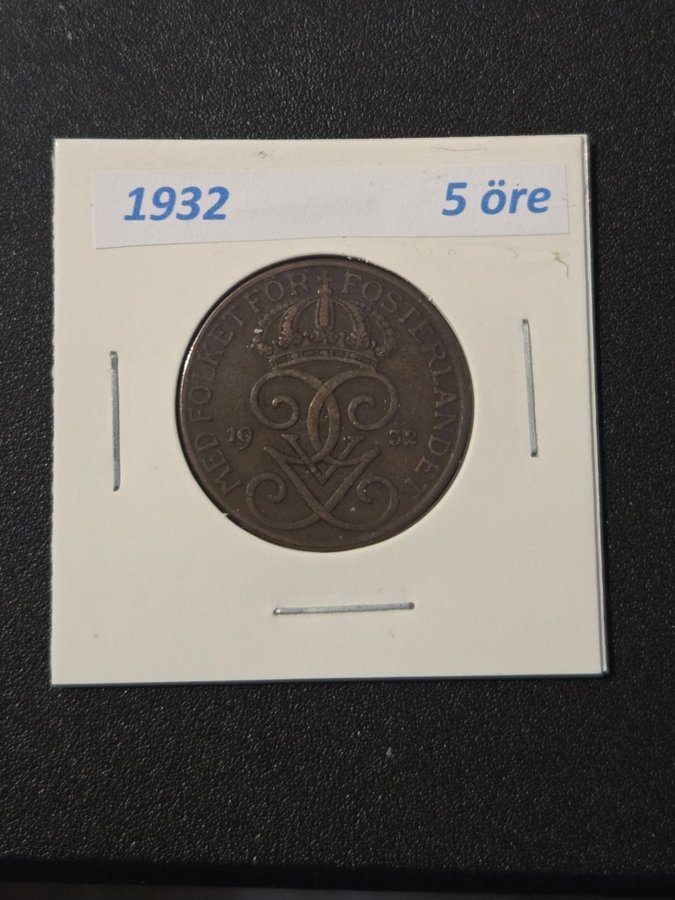 1932 5 öre
MED FOLKET FÖR FOSTERLANDET
19 32